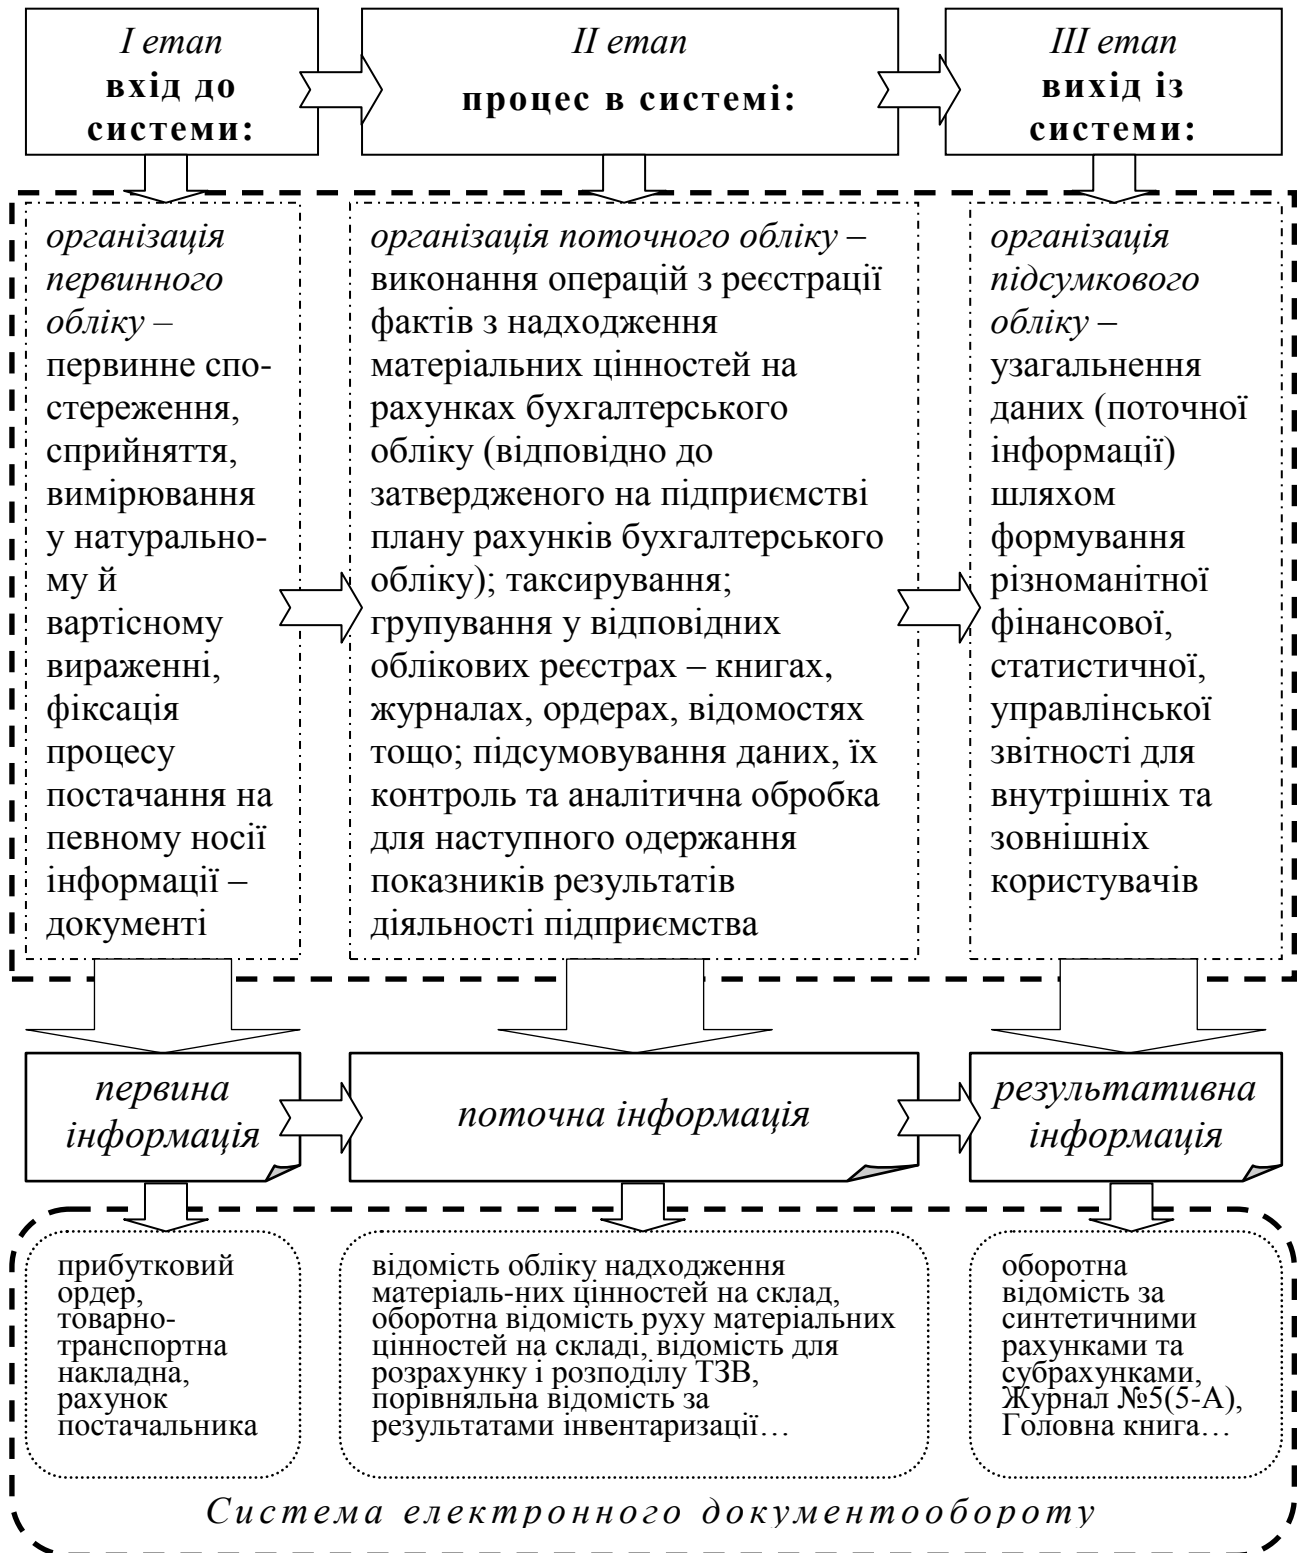 І етап
вхід до
системи:
ІІ етап
процес в системі:
ІІІ етап
вихід із
системи:
організація
первинного
обліку –
первинне спо-
стереження,
сприйняття,
вимірювання
у натурально-
му й
вартісному
вираженні,
фіксація
процесу
постачання на
певному носії
інформації –
документі
організація поточного обліку –
виконання операцій з реєстрації
фактів з надходження
матеріальних цінностей на
рахунках бухгалтерського
обліку (відповідно до
затвердженого на підприємстві
плану рахунків бухгалтерського
обліку); таксирування;
групування у відповідних
облікових реєстрах – книгах,
журналах, ордерах, відомостях
тощо; підсумовування даних, їх
контроль та аналітична обробка
для наступного одержання
показників результатів
діяльності підприємства
організація
підсумкового
обліку –
узагальнення
даних (поточної
інформації)
шляхом
формування
різноманітної
фінансової,
статистичної,
управлінської
звітності для
внутрішніх та
зовнішніх
користувачів
первина
інформація
поточна інформація
результативна
інформація
прибутковий
ордер,
товарно-
транспортна
накладна,
рахунок
постачальника
відомість обліку надходження
матеріаль-них цінностей на склад,
оборотна відомість руху матеріальних
цінностей на складі, відомість для
розрахунку і розподілу ТЗВ,
порівняльна відомість за
результатами інвентаризації…
оборотна
відомість за
синтетичними
рахунками та
субрахунками,
Журнал №5(5-А),
Головна книга…
Система електронного документообороту